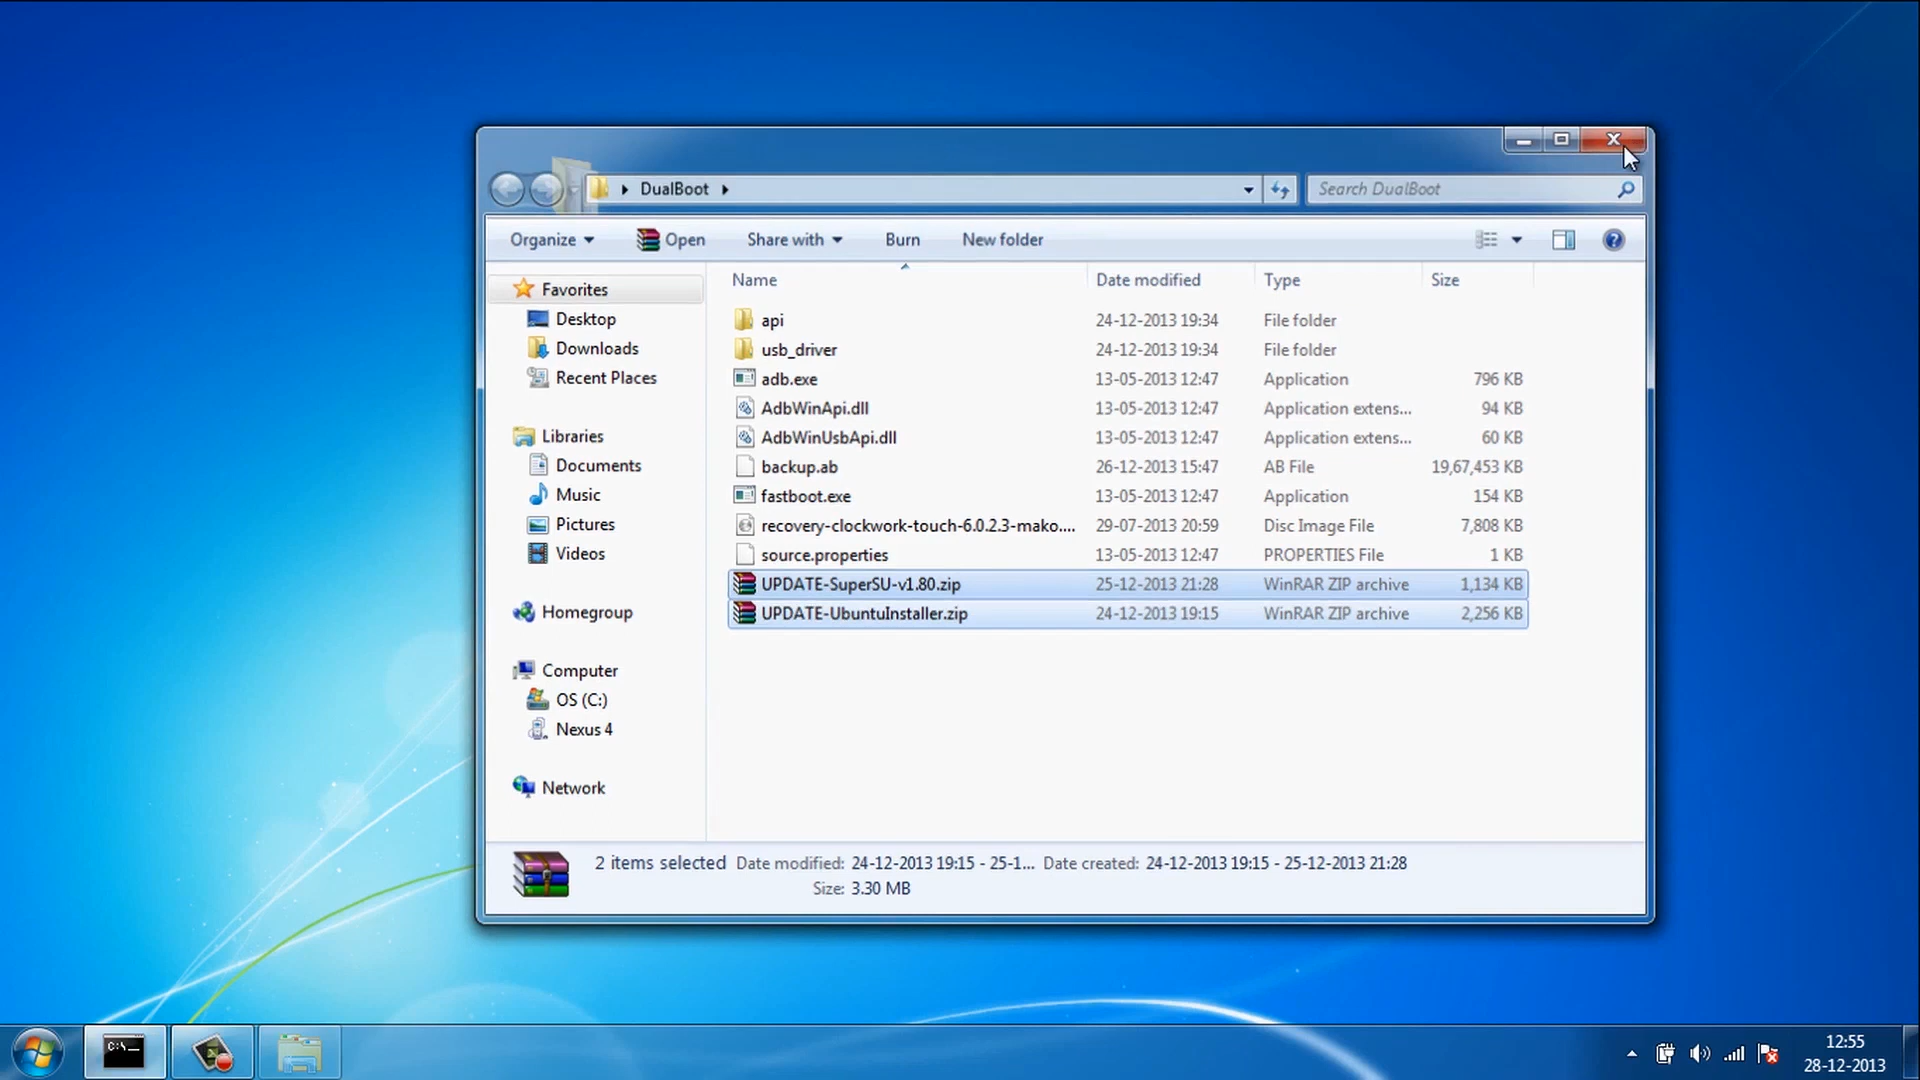 DualBoot
Search DualBoot
Organize Open Share with Burn New folder
Favorites
Desktop
Downloads
Recent Places
Libraries
Documents
Music
Pictures
Videos
Homegroup
Computer
OS (C:)
Nexus 4
Network
Name Date modified Type Size
api 24-12-2013 19:34 File folder
usb_driver 24-12-2013 19:34 File folder
adb.exe 13-05-2013 12:47 Application 796 KB
AdbWinApi.dll 13-05-2013 12:47 Application extens... 94 KB
AdbWinUsbApi.dll 13-05-2013 12:47 Application extens... 60 KB
backup.ab 26-12-2013 15:47 AB File 19,67,453 KB
fastboot.exe 13-05-2013 12:47 Application 154 KB
recovery-clockwork-touch-6.0.2.3-mako.... 29-07-2013 20:59 Disc Image File 7,808 KB
source.properties 13-05-2013 12:47 PROPERTIES File 1 KB
UPDATE-SuperSU-v1.80.zip 25-12-2013 21:28 WinRAR ZIP archive 1,134 KB
UPDATE-UbuntuInstaller.zip 24-12-2013 19:15 WinRAR ZIP archive 2,256 KB
2 items selected Date modified: 24-12-2013 19:15 - 25-1... Date created: 24-12-2013 19:15 - 25-12-2013 21:28
Size: 3.30 MB
C:\_
12:55
28-12-2013